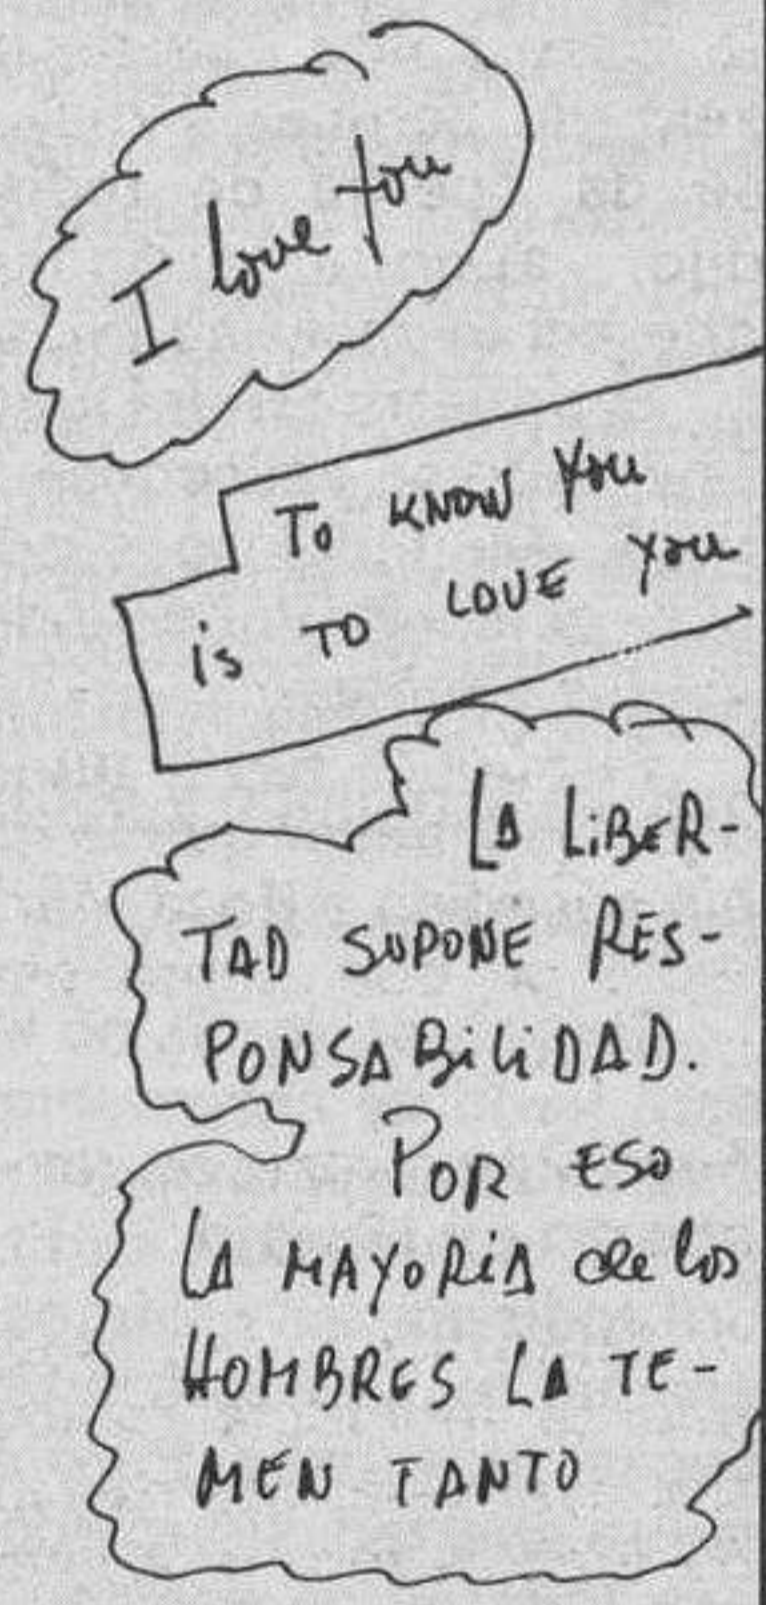 I love you
To KNOW You
is TO LOVE you
LA LiBER-
TAD SUPONE RES-
PONSABiLiDAD.
POR ESO
LA MAYORiA de los
HOMBRES LA TE-
MEN TANTO